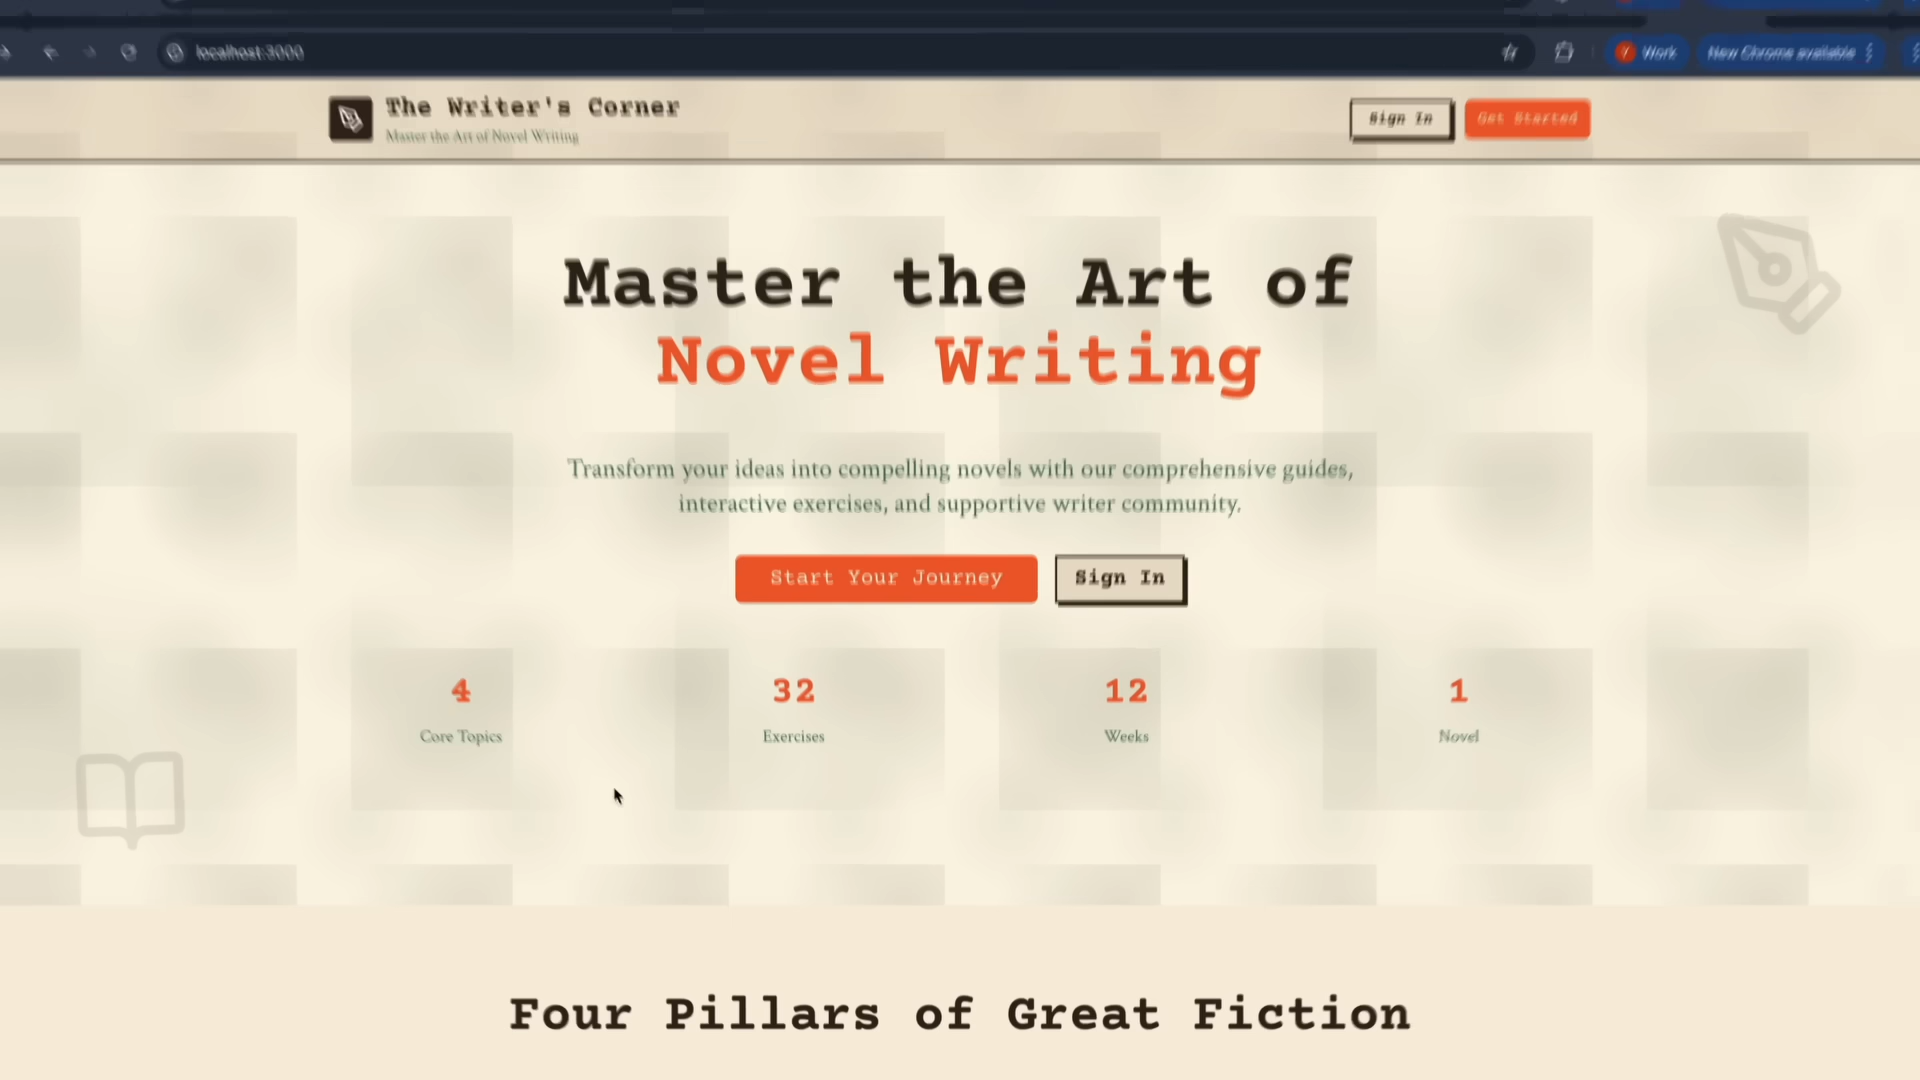 localhost:3000
Work
New Chrome available
The Writer's Corner
Master the Art of Novel Writing
Sign In
Get Started
Master the Art of
Novel Writing
Transform your ideas into compelling novels with our comprehensive guides,
interactive exercises, and supportive writer community.
Start Your Journey
Sign In
4
32
12
1
Core Topics
Exercises
Weeks
Novel
Four Pillars of Great Fiction